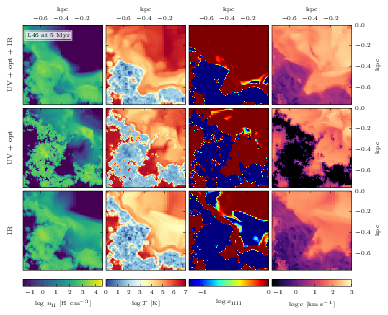 kpc kpc kpc kpc
−0.6 −0.4 −0.2 −0.6 −0.4 −0.2 −0.6 −0.4 −0.2 −0.6 −0.4 −0.2
L46 at 5 Myr
UV + opt + IR
0.0
−0.2
−0.4
−0.6
kpc
UV + opt
0.0
−0.2
−0.4
−0.6
kpc
IR
0.0
−0.2
−0.4
−0.6
kpc
−1 0 1 2 3 4 0 1 2 3 4 5 6 7 −1 0 −1 0 1 2 3
log n_H [H cm⁻³] log T [K] log x_HII log v [km s⁻¹]